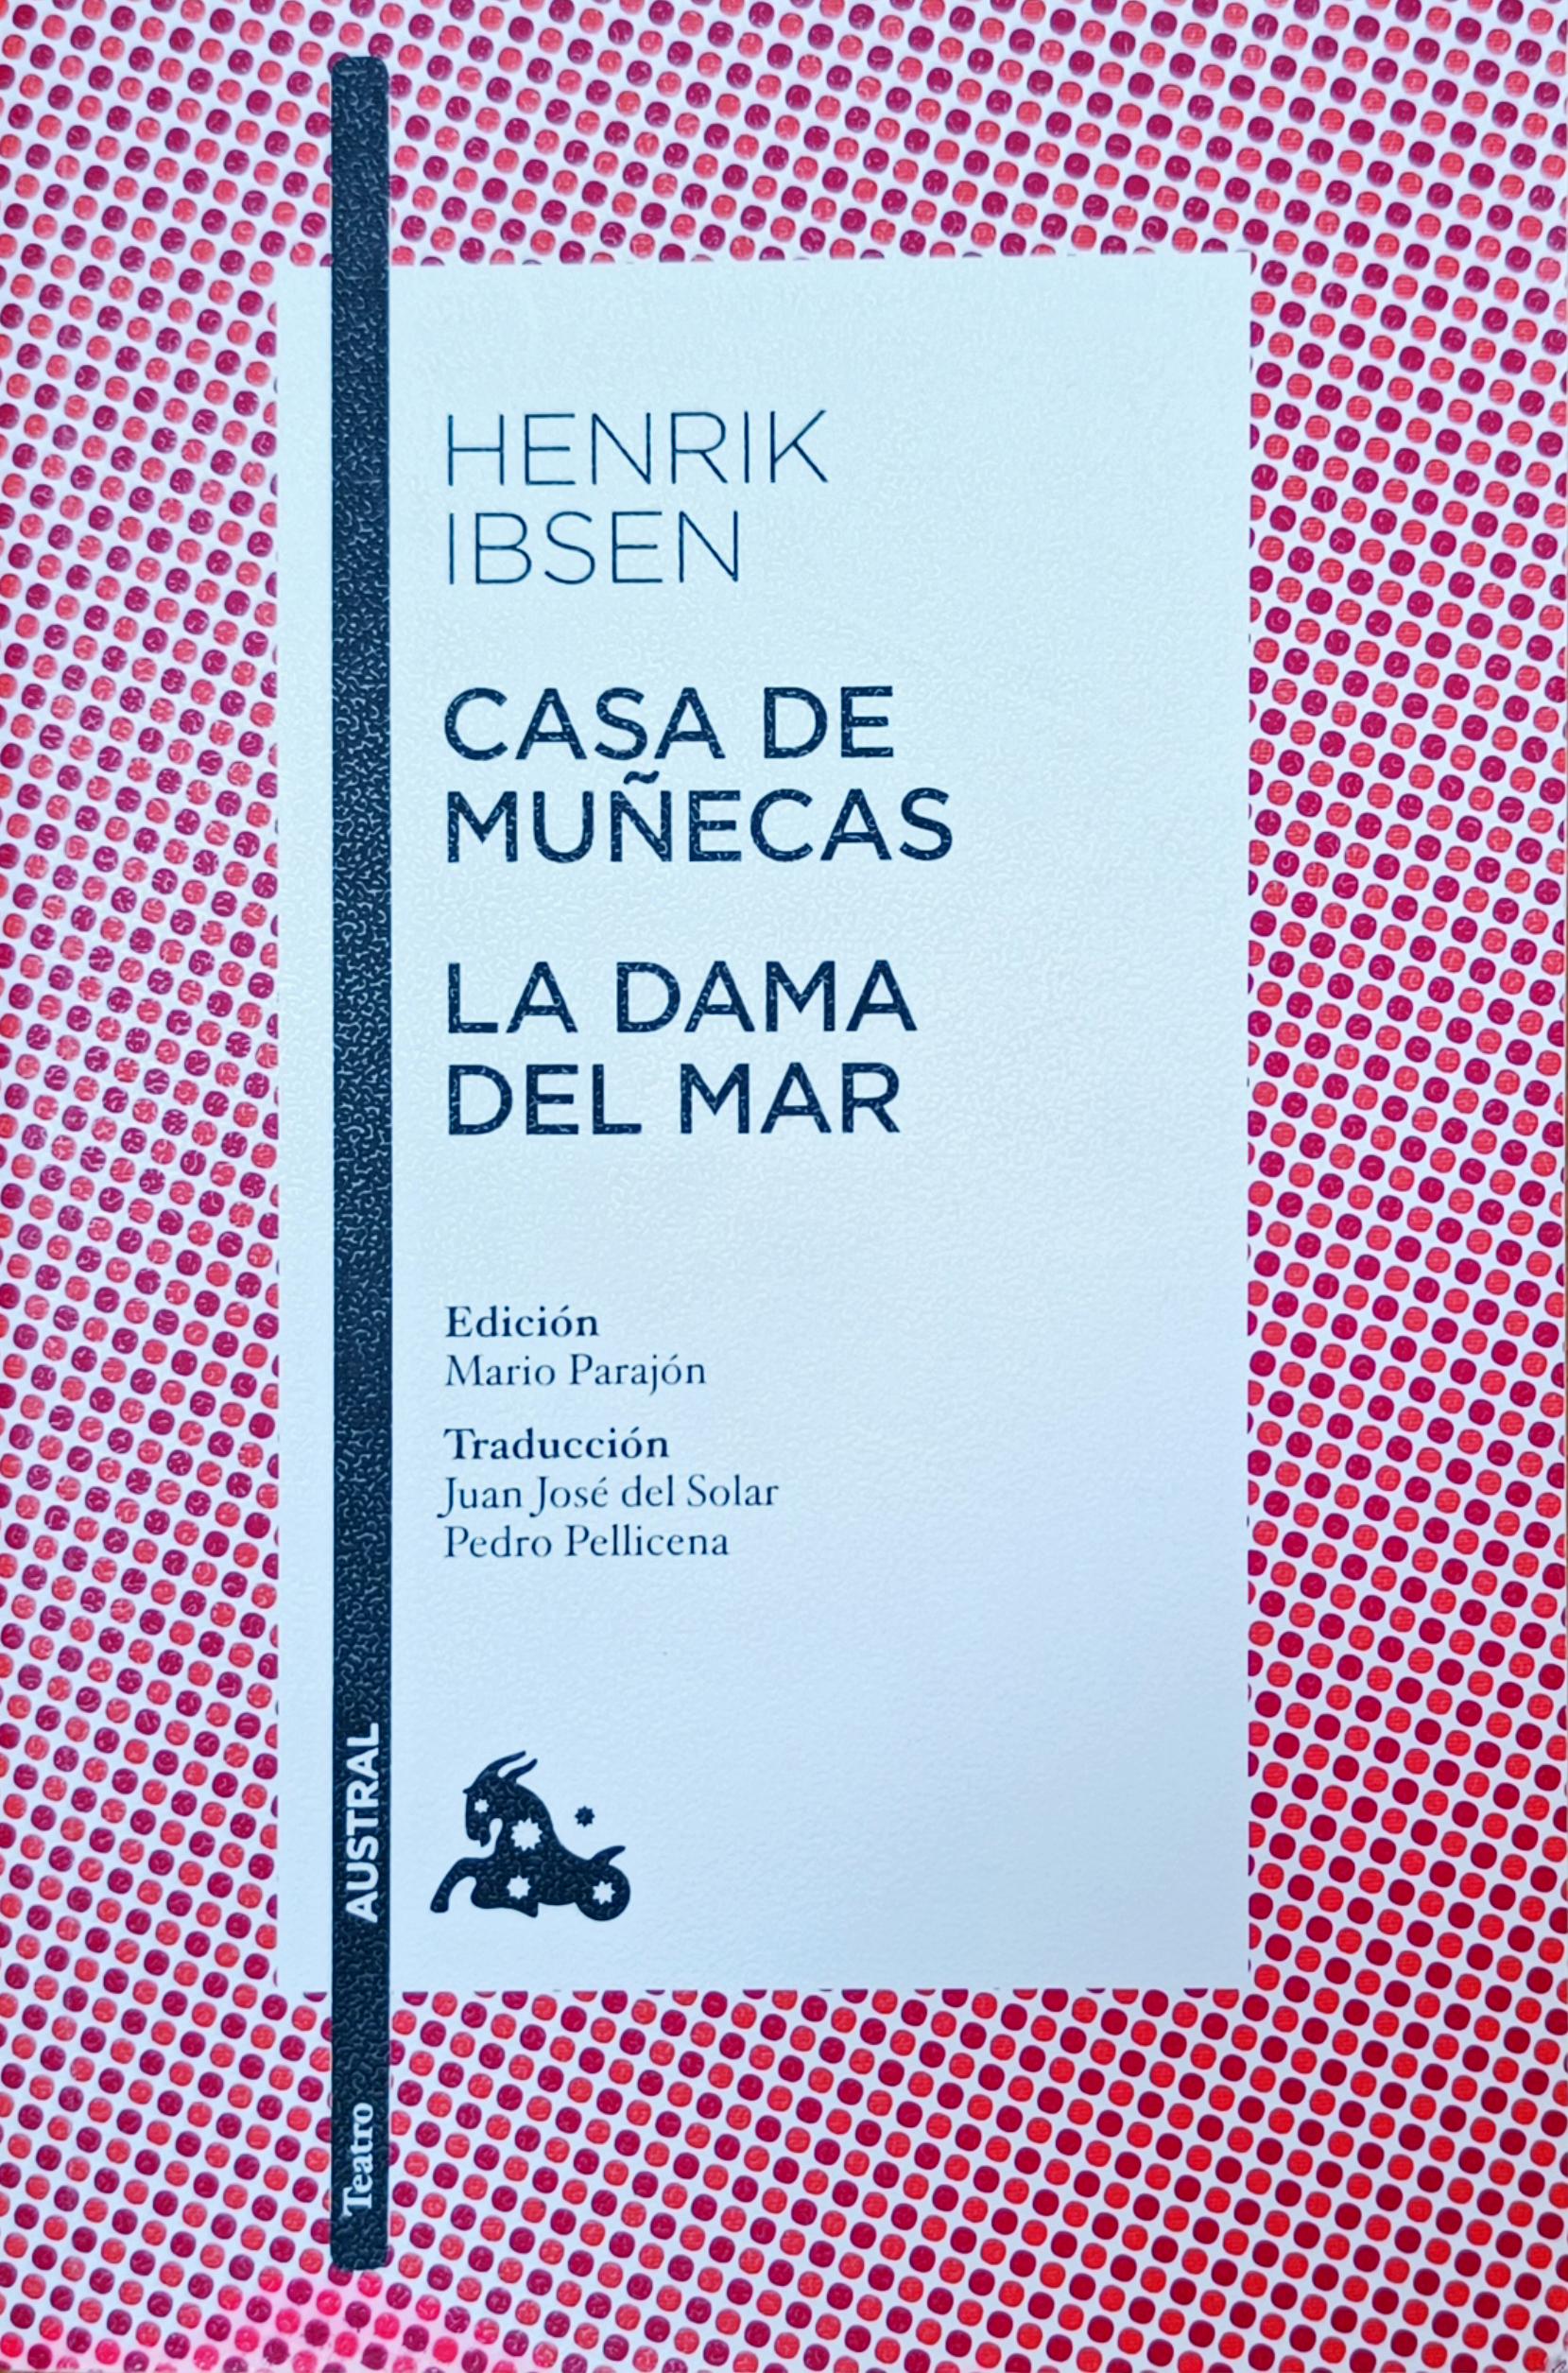 HENRIK
IBSEN
CASA DE
MUÑECAS
LA DAMA
DEL MAR
Edición
Mario Parajón
Traducción
Juan José del Solar
Pedro Pellicena
AUSTRAL
Teatro